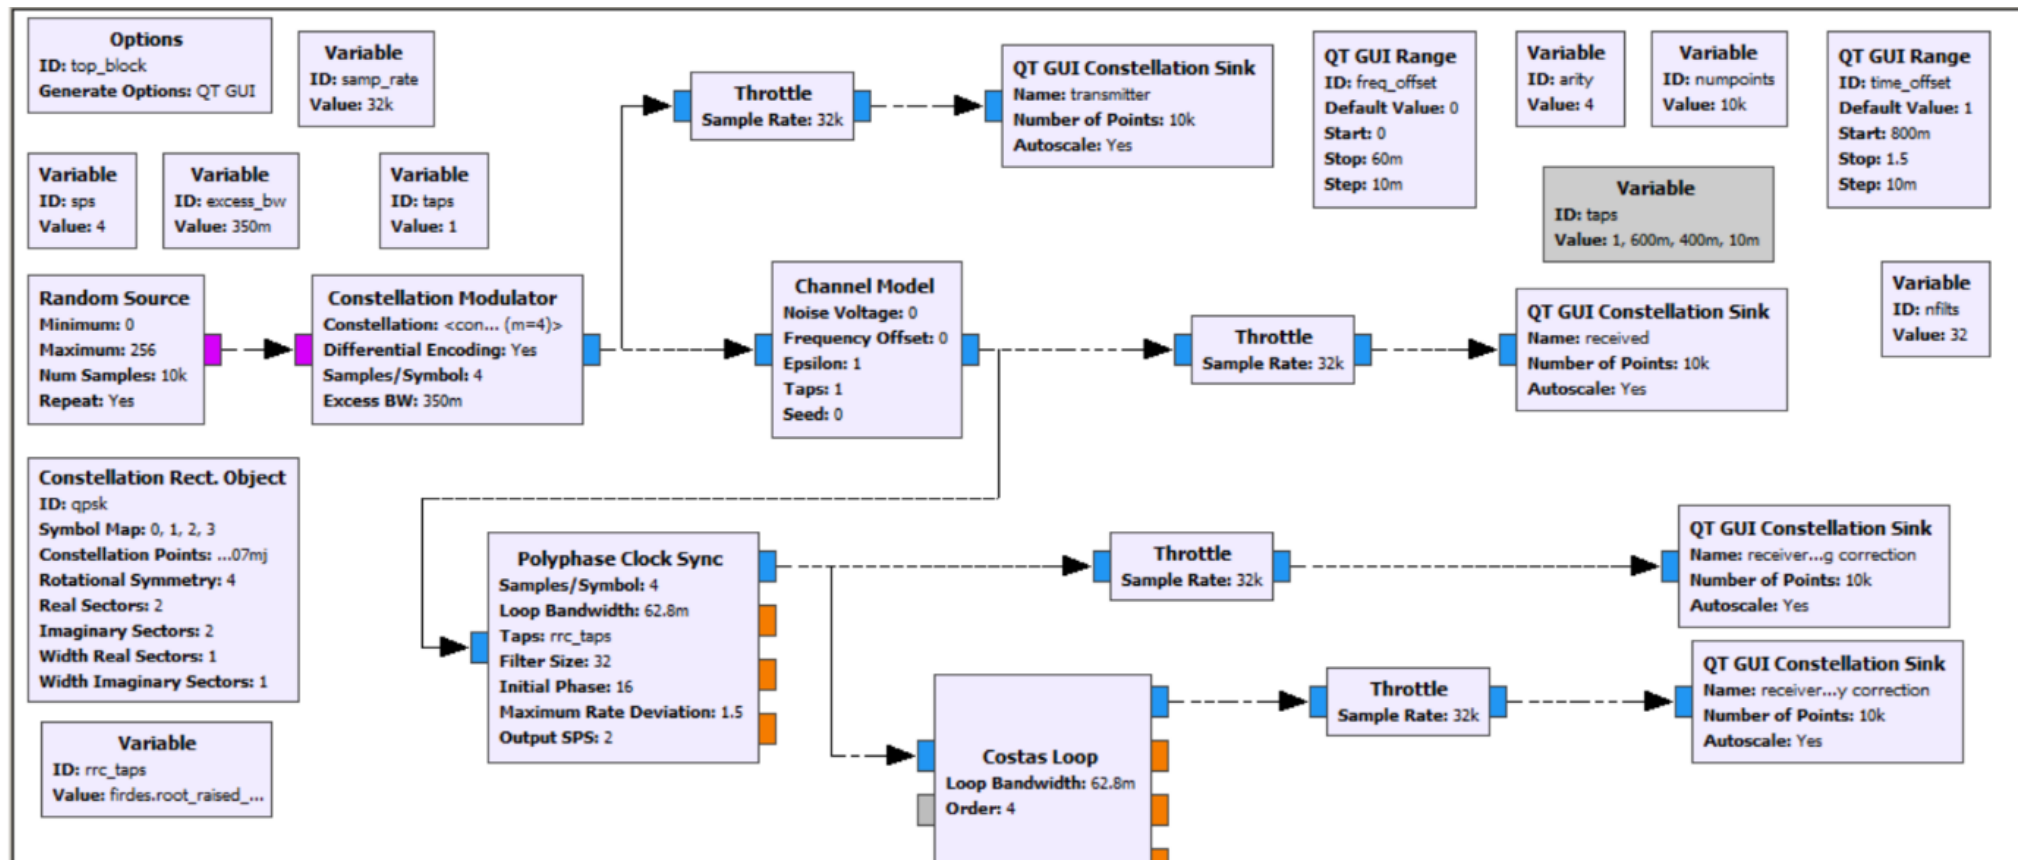 Options
ID: top_block
Generate Options: QT GUI
Variable
ID: samp_rate
Value: 32k
Throttle
Sample Rate: 32k
QT GUI Constellation Sink
Name: transmitter
Number of Points: 10k
Autoscale: Yes
QT GUI Range
ID: freq_offset
Default Value: 0
Start: 0
Stop: 60m
Step: 10m
Variable
ID: arity
Value: 4
Variable
ID: numpoints
Value: 10k
QT GUI Range
ID: time_offset
Default Value: 1
Start: 800m
Stop: 1.5
Step: 10m
Variable
ID: sps
Value: 4
Variable
ID: excess_bw
Value: 350m
Variable
ID: taps
Value: 1
Variable
ID: taps
Value: 1, 600m, 400m, 10m
Random Source
Minimum: 0
Maximum: 256
Num Samples: 10k
Repeat: Yes
Constellation Modulator
Constellation: <con... (m=4)>
Differential Encoding: Yes
Samples/Symbol: 4
Excess BW: 350m
Channel Model
Noise Voltage: 0
Frequency Offset: 0
Epsilon: 1
Taps: 1
Seed: 0
Throttle
Sample Rate: 32k
QT GUI Constellation Sink
Name: received
Number of Points: 10k
Autoscale: Yes
Variable
ID: nfilts
Value: 32
Constellation Rect. Object
ID: qpsk
Symbol Map: 0, 1, 2, 3
Constellation Points: ...07mj
Rotational Symmetry: 4
Real Sectors: 2
Imaginary Sectors: 2
Width Real Sectors: 1
Width Imaginary Sectors: 1
Polyphase Clock Sync
Samples/Symbol: 4
Loop Bandwidth: 62.8m
Taps: rrc_taps
Filter Size: 32
Initial Phase: 16
Maximum Rate Deviation: 1.5
Output SPS: 2
Throttle
Sample Rate: 32k
QT GUI Constellation Sink
Name: receiver...g correction
Number of Points: 10k
Autoscale: Yes
Variable
ID: rrc_taps
Value: firdes.root_raised_...
Costas Loop
Loop Bandwidth: 62.8m
Order: 4
Throttle
Sample Rate: 32k
QT GUI Constellation Sink
Name: receiver...y correction
Number of Points: 10k
Autoscale: Yes